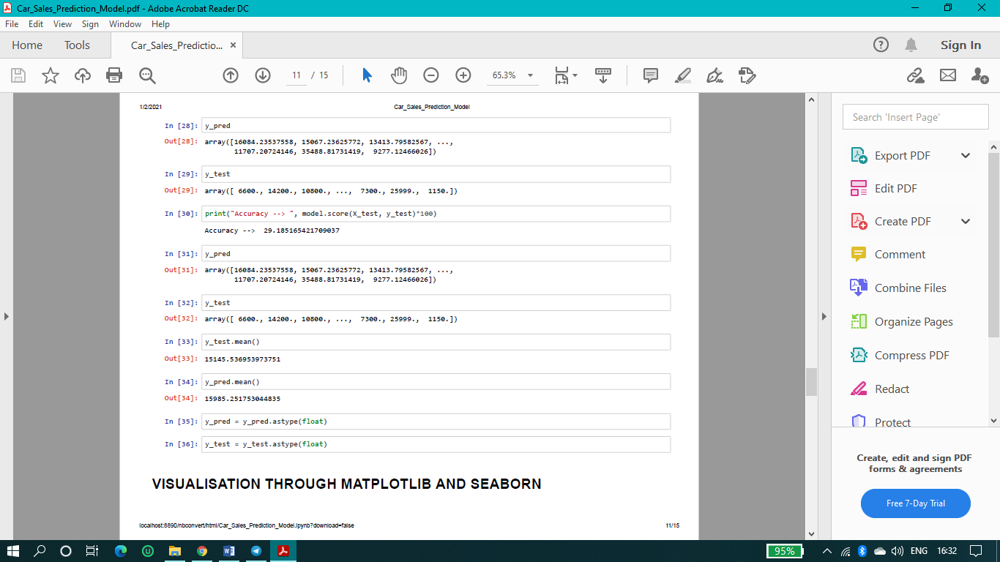 Car_Sales_Prediction_Model.pdf - Adobe Acrobat Reader DC
File Edit View Sign Window Help
Home Tools Car_Sales_Predictio... × Sign In
11 / 15 65.3%
1/2/2021 Car_Sales_Prediction_Model
In [28]: y_pred
Out[28]: array([16084.23537558, 15067.23625772, 13413.79582567, ...,
11707.20724146, 35488.81731419, 9277.12466026])
In [29]: y_test
Out[29]: array([ 6600., 14200., 10800., ..., 7300., 25999., 1150.])
In [30]: print("Accuracy --> ", model.score(X_test, y_test)*100)
Accuracy --> 29.185165421709037
In [31]: y_pred
Out[31]: array([16084.23537558, 15067.23625772, 13413.79582567, ...,
11707.20724146, 35488.81731419, 9277.12466026])
In [32]: y_test
Out[32]: array([ 6600., 14200., 10800., ..., 7300., 25999., 1150.])
In [33]: y_test.mean()
Out[33]: 15145.536953973751
In [34]: y_pred.mean()
Out[34]: 15985.251753044835
In [35]: y_pred = y_pred.astype(float)
In [36]: y_test = y_test.astype(float)
VISUALISATION THROUGH MATPLOTLIB AND SEABORN
localhost:8890/nbconvert/html/Car_Sales_Prediction_Model.ipynb?download=false 11/15
Search 'Insert Page'
Export PDF
Edit PDF
Create PDF
Comment
Combine Files
Organize Pages
Compress PDF
Redact
Protect
Create, edit and sign PDF
forms & agreements
Free 7-Day Trial
95% ENG 16:32